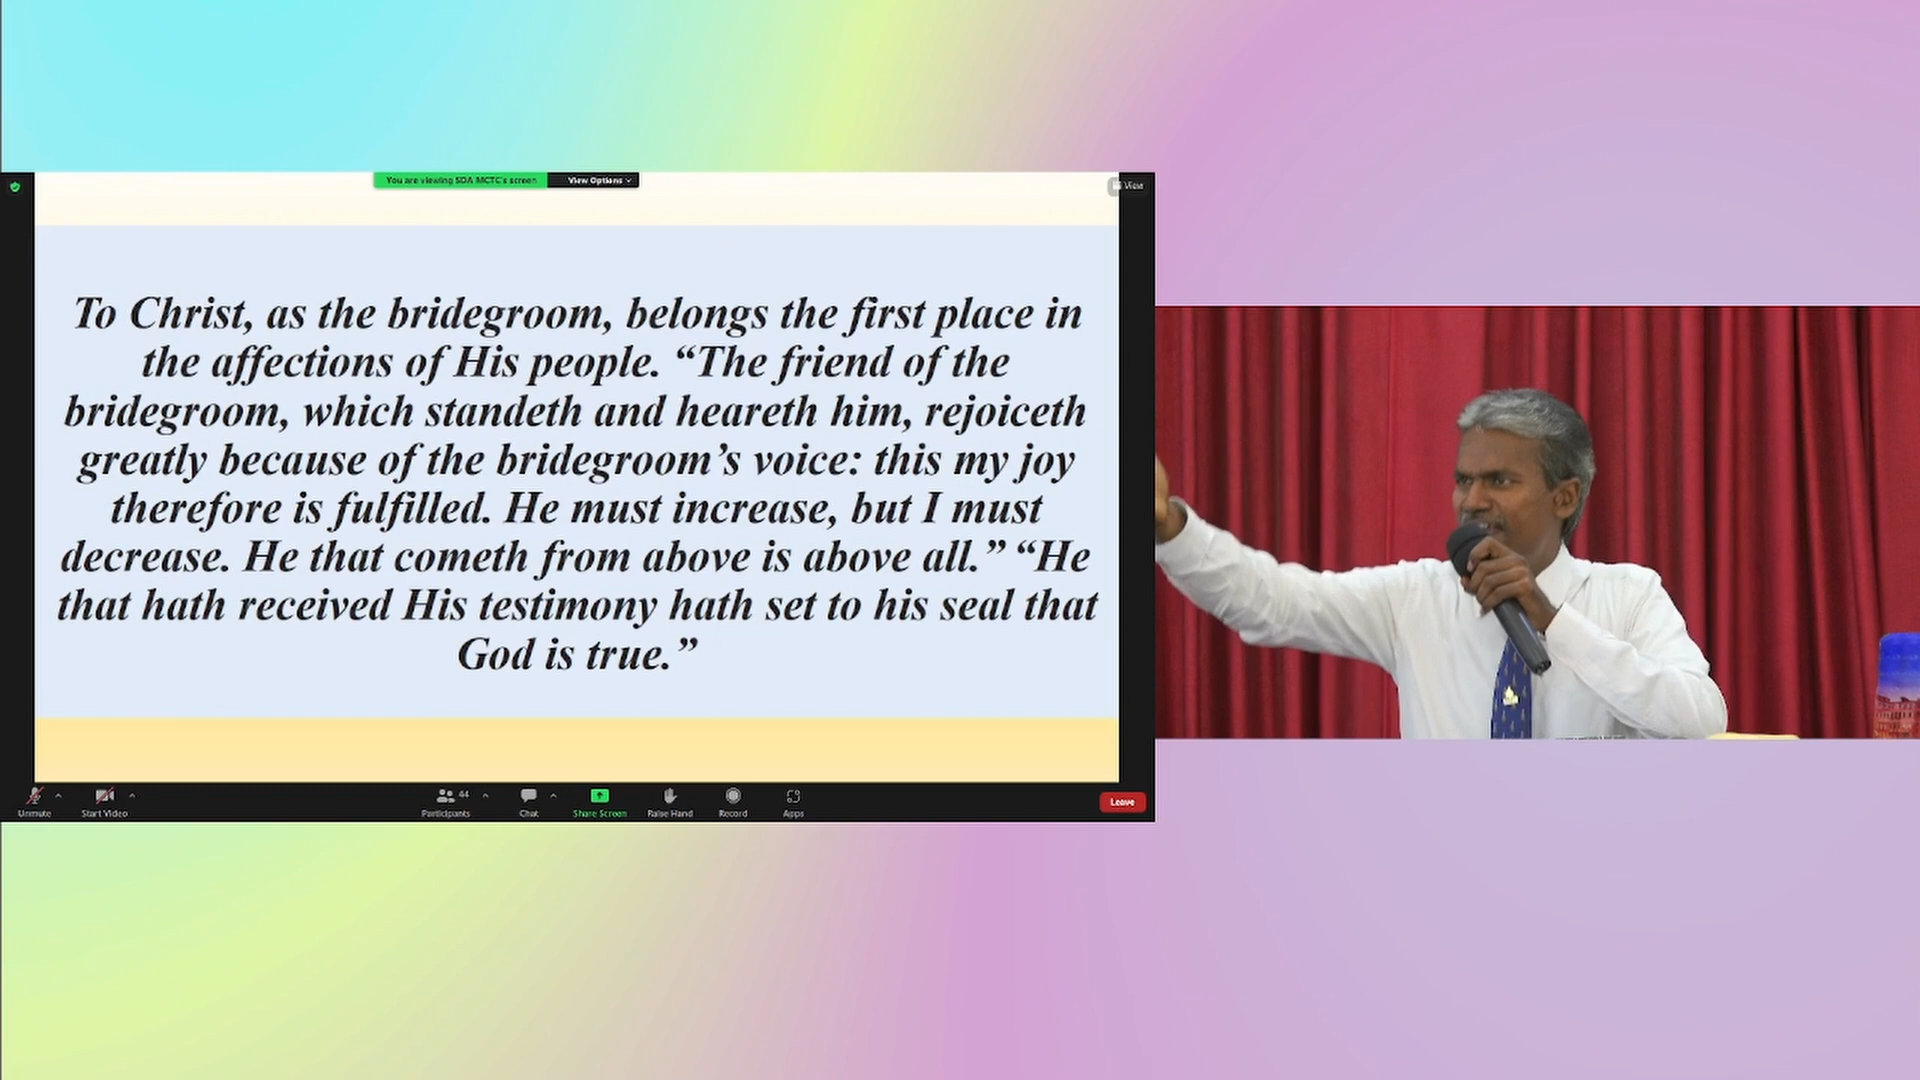 You are viewing SDA MCTC's screen
View Options
View
To Christ, as the bridegroom, belongs the first place in
the affections of His people. “The friend of the
bridegroom, which standeth and heareth him, rejoiceth
greatly because of the bridegroom’s voice: this my joy
therefore is fulfilled. He must increase, but I must
decrease. He that cometh from above is above all.” “He
that hath received His testimony hath set to his seal that
God is true.”
Unmute
Start Video
44
Participants
Chat
Share Screen
Raise Hand
Record
Apps
Leave